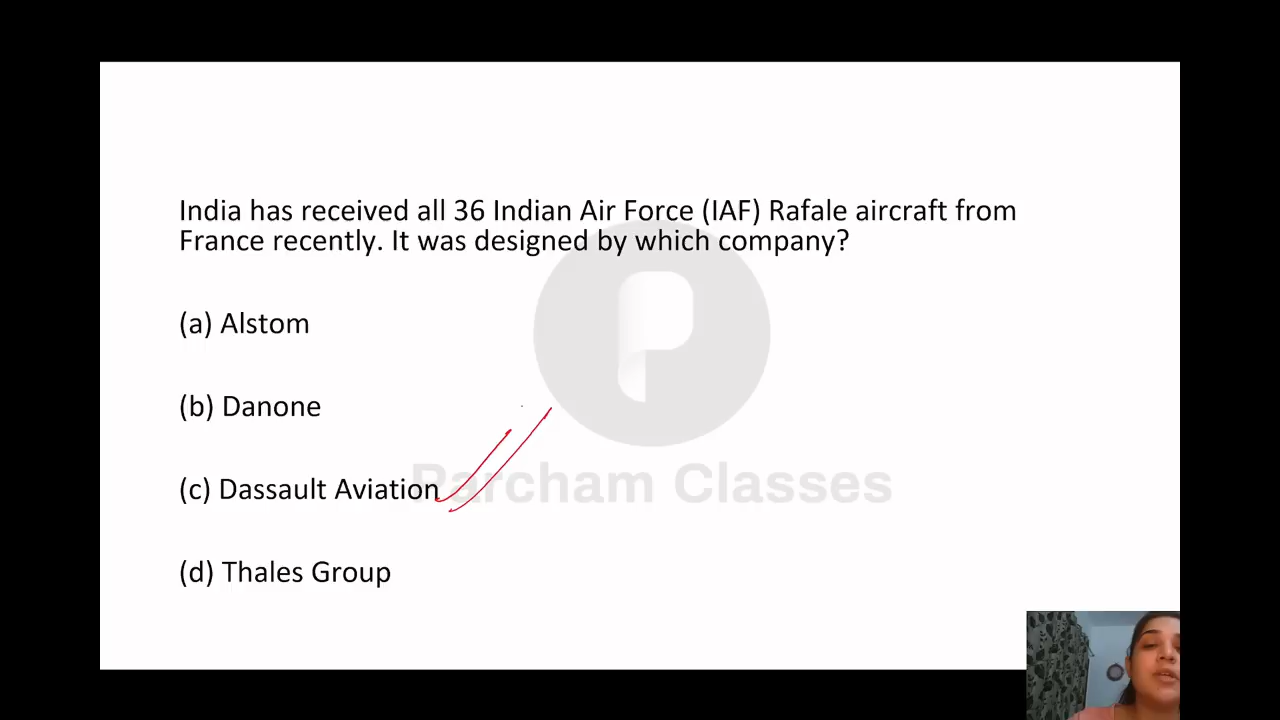 India has received all 36 Indian Air Force (IAF) Rafale aircraft from
France recently. It was designed by which company?
(a) Alstom
(b) Danone
(c) Dassault Aviation
Parcham Classes
(d) Thales Group